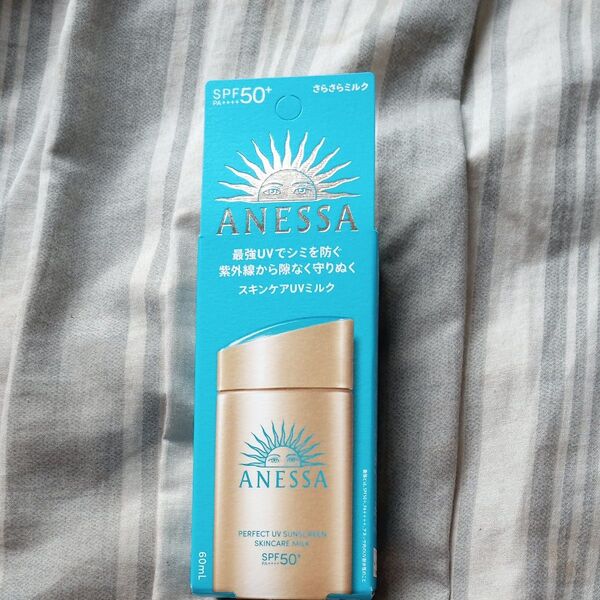 SPF50+
PA++++
さらさらミルク
ANESSA
最強UVでシミを防ぐ
紫外線から隙なく守りぬく
スキンケアUVミルク
ANESSA
PERFECT UV SUNSCREEN
SKINCARE MILK
SPF50+
PA++++
60mL